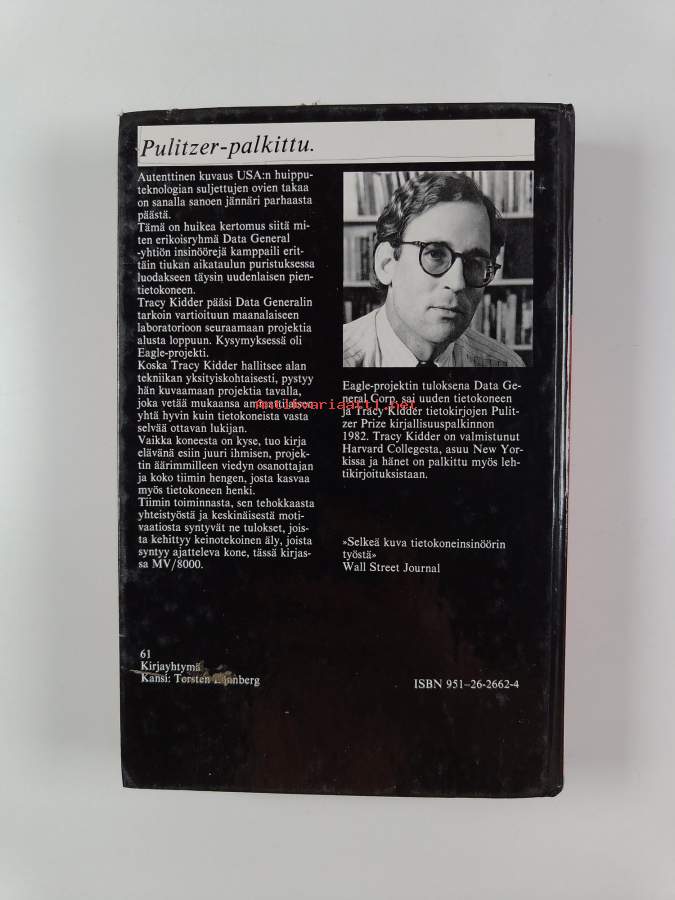 Pulitzer-palkittu.
Autenttinen kuvaus USA:n huippu-
teknologian suljettujen ovien takaa
on sanalla sanoen jännäri parhaasta
päästä.
Tämä on huikea kertomus siitä mi-
ten erikoisryhmä Data General
-yhtiön insinöörejä kamppaili erit-
täin tiukan aikataulun puristuksessa
luodakseen täysin uudenlaisen pien-
tietokoneen.
Tracy Kidder pääsi Data Generalin
tarkoin vartioituun maanalaiseen
laboratorioon seuraamaan projektia
alusta loppuun. Kysymyksessä oli
Eagle-projekti.
Koska Tracy Kidder hallitsee alan
tekniikan yksityiskohtaisesti, pystyy
hän kuvaamaan projektia tavalla,
joka vetää mukaansa ammattilaisen
yhtä hyvin kuin tietokoneista vasta
selvää ottavan lukijan.
Vaikka koneesta on kyse, tuo kirja
elävänä esiin juuri ihmisen, projek-
tin äärimmilleen viedyn osanottajan
ja koko tiimin hengen, josta kasvaa
myös tietokoneen henki.
Tiimin toiminnasta, sen tehokkaasta
yhteistyöstä ja keskinäisestä moti-
vaatiosta syntyvät ne tulokset, jois-
ta kehittyy keinotekoinen äly, joista
syntyy ajatteleva kone, tässä kirjas-
sa MV/8000.
Eagle-projektin tuloksena Data Ge-
neral Corp. sai uuden tietokoneen
ja Tracy Kidder tietokirjojen Pulit-
zer Prize kirjallisuuspalkinnon
1982. Tracy Kidder on valmistunut
Harvard Collegesta, asuu New Yor-
kissa ja hänet on palkittu myös leh-
tikirjoituksistaan.
»Selkeä kuva tietokoneinsinöörin
työstä»
Wall Street Journal
61
Kirjayhtymä
Kansi: Torsten
ISBN 951-26-2662-4
Antikvariaatti.net